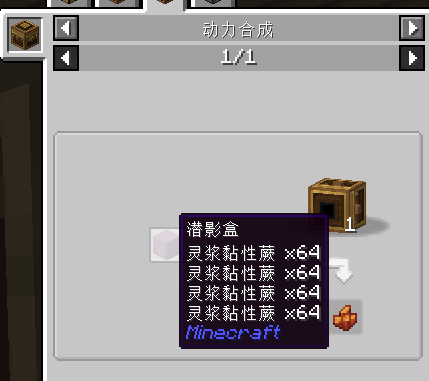 动力合成
1/1
1
潜影盒
灵浆黏性蕨 x64
灵浆黏性蕨 x64
灵浆黏性蕨 x64
灵浆黏性蕨 x64
Minecraft